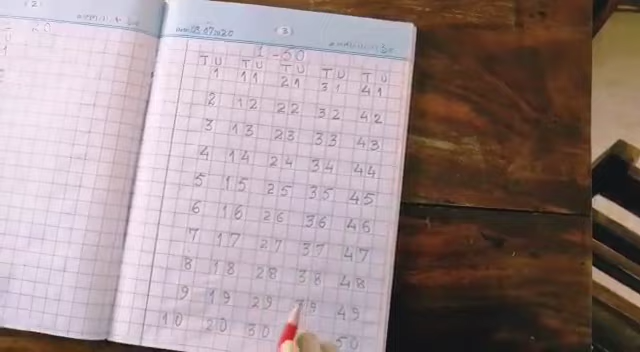 (2)
(3)
1 - 50
T U T U T U T U T U
1 11 21 31 41
2 12 22 32 42
3 13 23 33 43
4 14 24 34 44
5 15 25 35 45
6 16 26 36 46
7 17 27 37 47
8 18 28 38 48
9 19 29 39 49
10 20 30 50